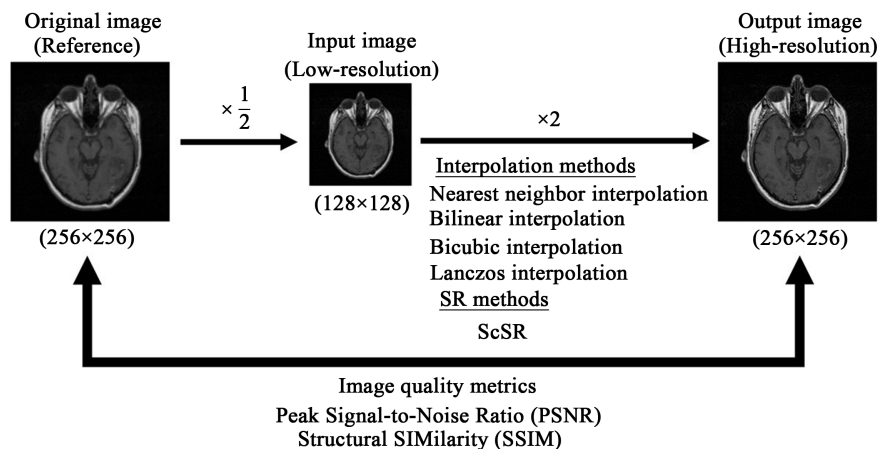 Original image
(Reference)
Input image
(Low-resolution)
Output image
(High-resolution)
× 1/2
×2
Interpolation methods
Nearest neighbor interpolation
Bilinear interpolation
Bicubic interpolation
Lanczos interpolation
SR methods
ScSR
(256×256)
(128×128)
(256×256)
Image quality metrics
Peak Signal-to-Noise Ratio (PSNR)
Structural SIMilarity (SSIM)